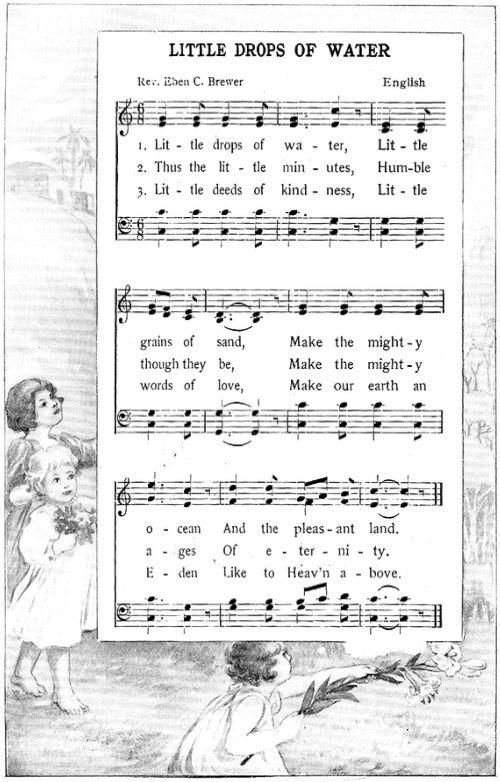 LITTLE DROPS OF WATER
Rev. Eben C. Brewer English
1. Lit - tle drops of wa - ter, Lit - tle
2. Thus the lit - tle min - utes, Hum-ble
3. Lit - tle deeds of kind - ness, Lit - tle
grains of sand, Make the might-y
though they be, Make the might-y
words of love, Make our earth an
o - cean And the pleas-ant land.
a - ges Of e - ter - ni - ty.
E - den Like to Heav'n a - bove.